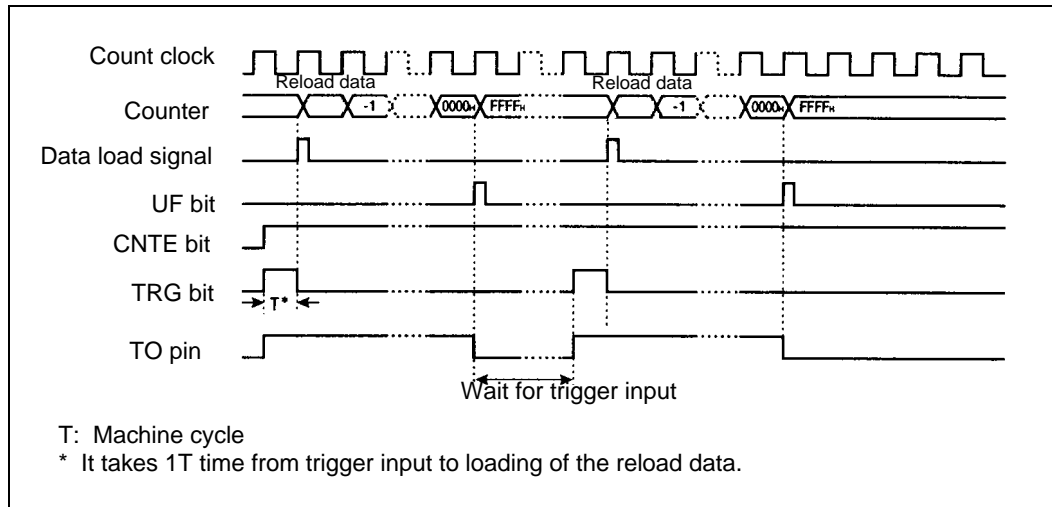 Count clock
Reload data Reload data
Counter -1 0000H FFFFH -1 0000H FFFFH
Data load signal
UF bit
CNTE bit
TRG bit
T*
TO pin
Wait for trigger input
T: Machine cycle
* It takes 1T time from trigger input to loading of the reload data.